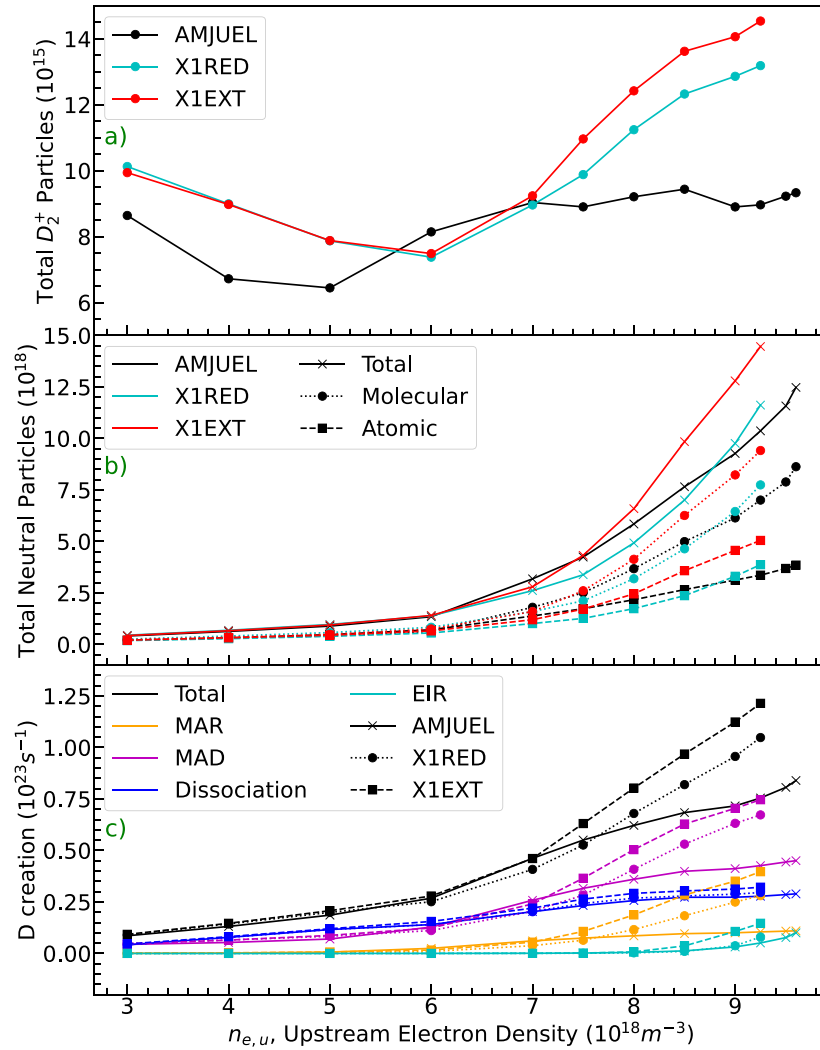 AMJUEL
X1RED
X1EXT
a)
Total $D_2^+$ Particles ($10^{15}$)
14
12
10
8
6
AMJUEL
X1RED
X1EXT
Total
Molecular
Atomic
b)
Total Neutral Particles ($10^{18}$)
15.0
12.5
10.0
7.5
5.0
2.5
0.0
Total
MAR
MAD
Dissociation
EIR
AMJUEL
X1RED
X1EXT
c)
D creation ($10^{23}s^{-1}$)
1.25
1.00
0.75
0.50
0.25
0.00
3 4 5 6 7 8 9
$n_{e,u}$, Upstream Electron Density ($10^{18}m^{-3}$)